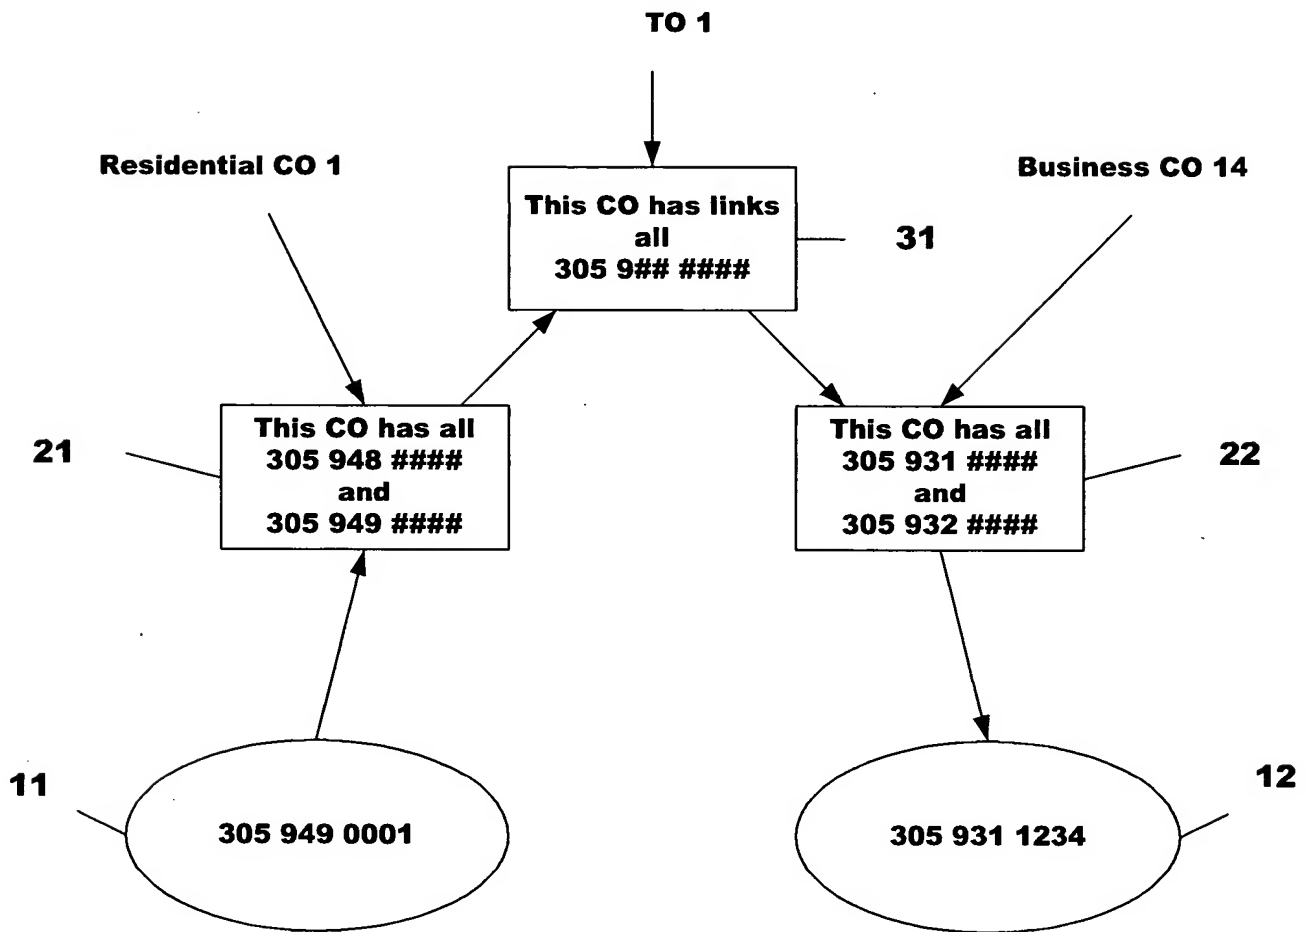 TO 1
Residential CO 1
Business CO 14
This CO has links
all
305 9## ####
31
21
This CO has all
305 948 ####
and
305 949 ####
This CO has all
305 931 ####
and
305 932 ####
22
11
305 949 0001
305 931 1234
12